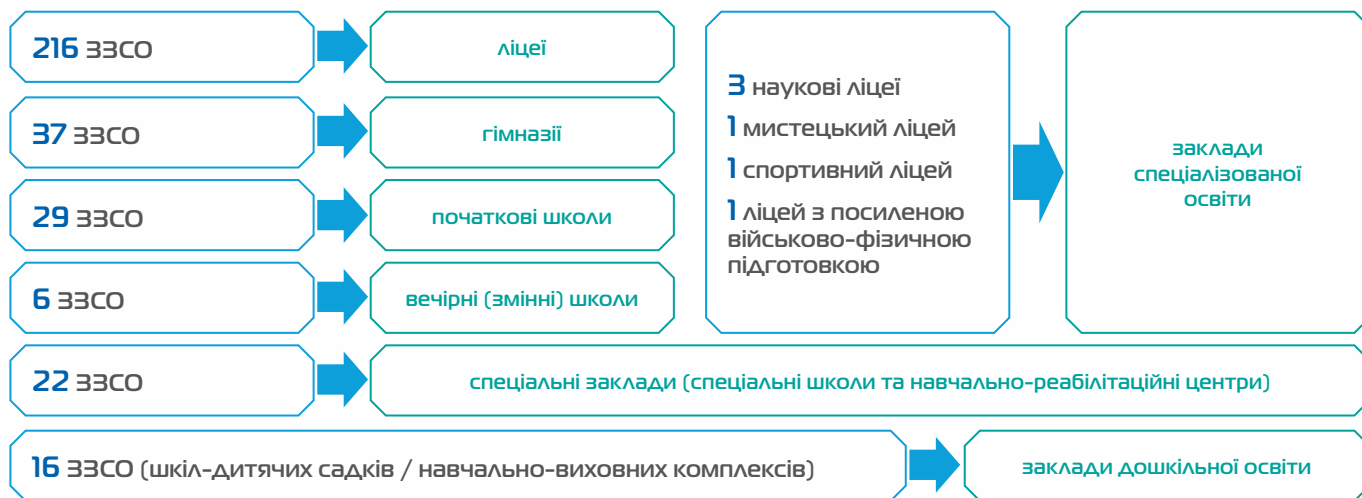 216 ЗЗСО
ліцеї
37 ЗЗСО
гімназії
29 ЗЗСО
початкові школи
6 ЗЗСО
вечірні (змінні) школи
3 наукові ліцеї
1 мистецький ліцей
1 спортивний ліцей
1 ліцей з посиленою
військово-фізичною
підготовкою
заклади
спеціалізованої
освіти
22 ЗЗСО
спеціальні заклади (спеціальні школи та навчально-реабілітаційні центри)
16 ЗЗСО (шкіл-дитячих садків / навчально-виховних комплексів)
заклади дошкільної освіти